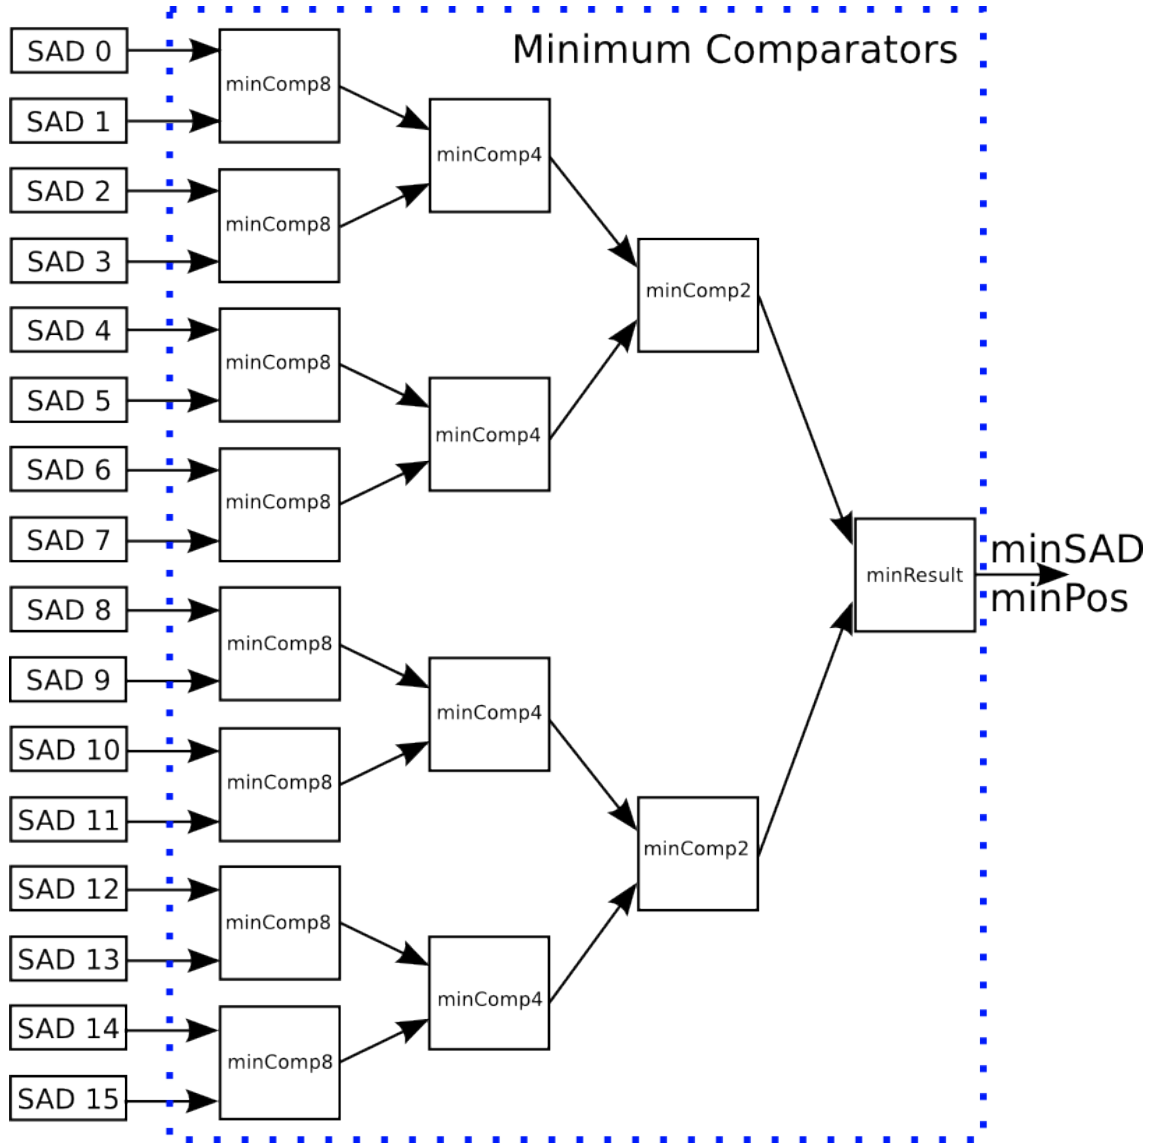 Minimum Comparators
SAD 0
SAD 1
SAD 2
SAD 3
SAD 4
SAD 5
SAD 6
SAD 7
SAD 8
SAD 9
SAD 10
SAD 11
SAD 12
SAD 13
SAD 14
SAD 15
minComp8
minComp8
minComp8
minComp8
minComp8
minComp8
minComp8
minComp8
minComp4
minComp4
minComp4
minComp4
minComp2
minComp2
minResult
minSAD
minPos